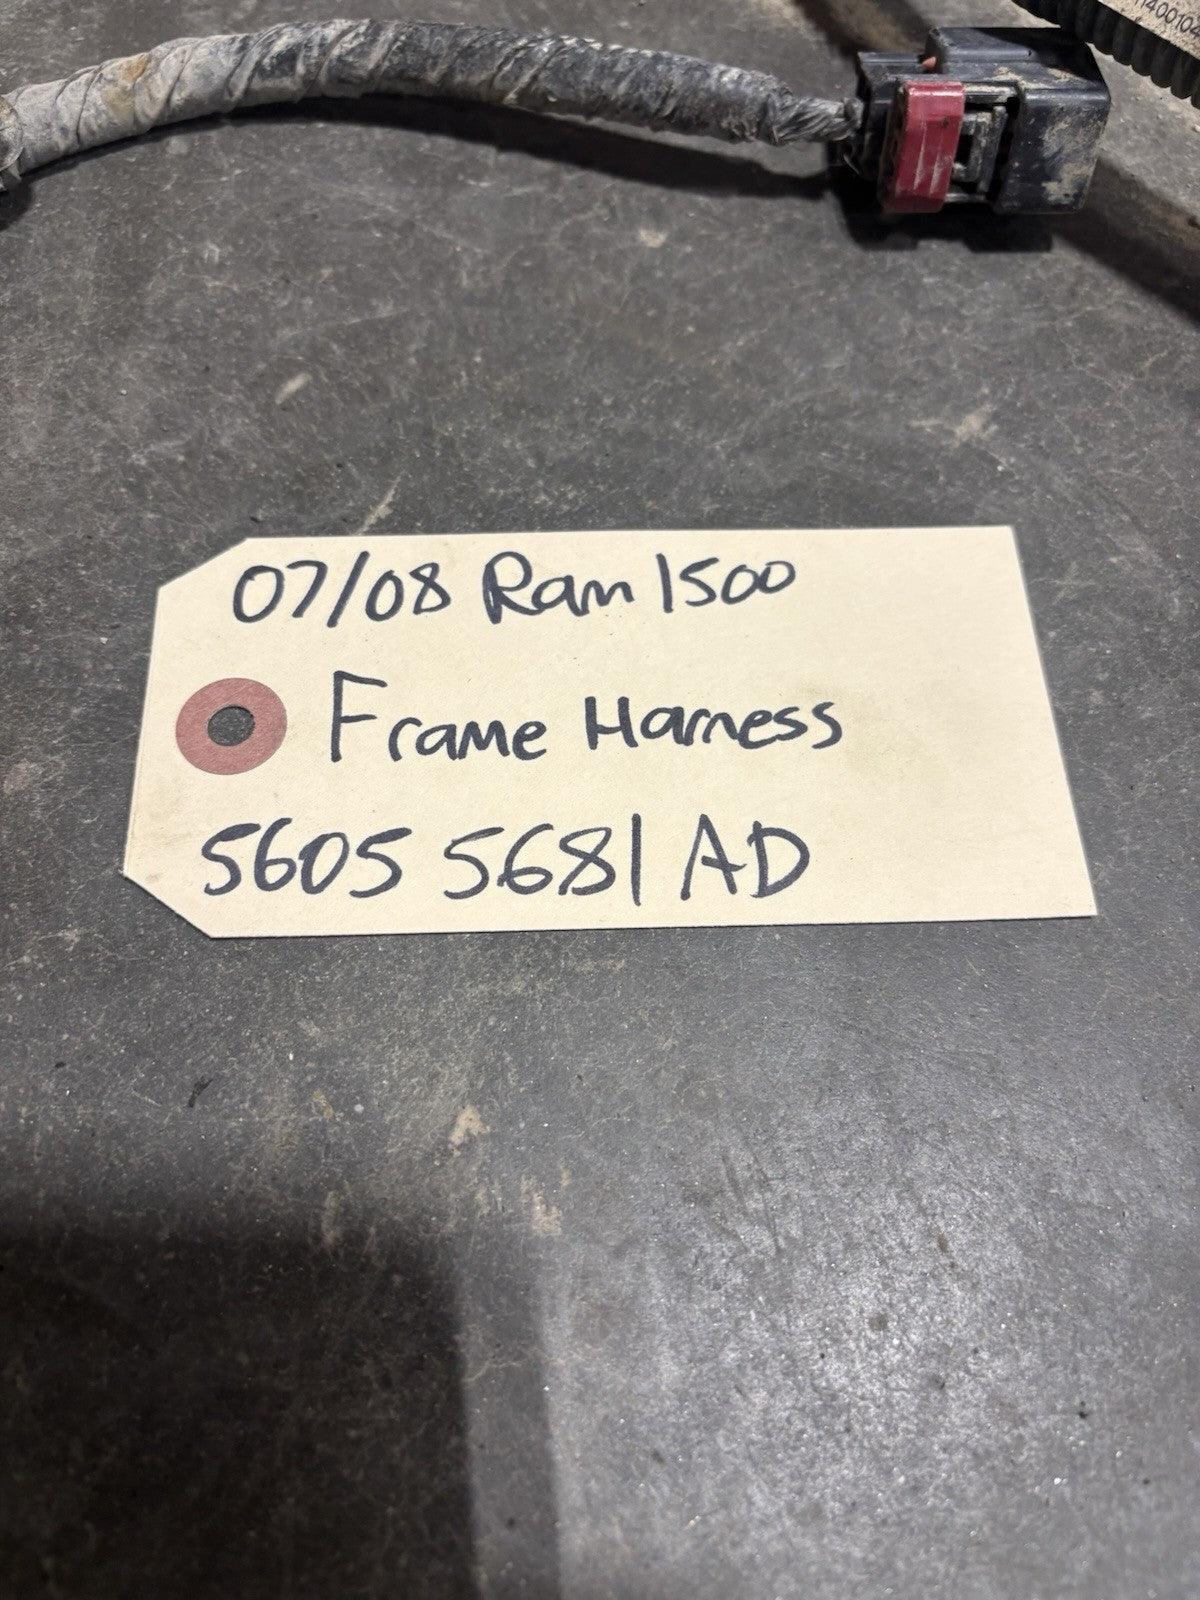 07/08 Ram 1500
Frame Harness
5605 5681 AD